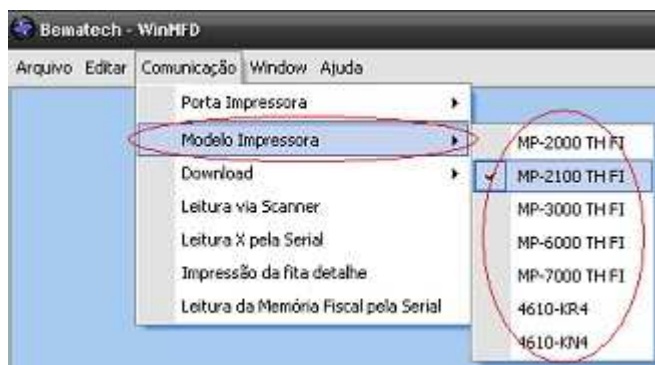 Bematech - WinMFD
Arquivo Editar Comunicação Window Ajuda
Porta Impressora
Modelo Impressora
Download
Leitura via Scanner
Leitura X pela Serial
Impressão da fita detalhe
Leitura da Memória Fiscal pela Serial
MP-2000 TH FI
MP-2100 TH FI
MP-3000 TH FI
MP-6000 TH FI
MP-7000 TH FI
4610-KR4
4610-KN4